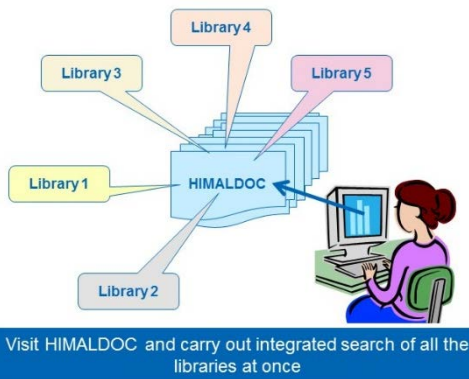 Library 4
Library 3
Library 5
Library 1
HIMALDOC
Library 2
Visit HIMALDOC and carry out integrated search of all the
libraries at once